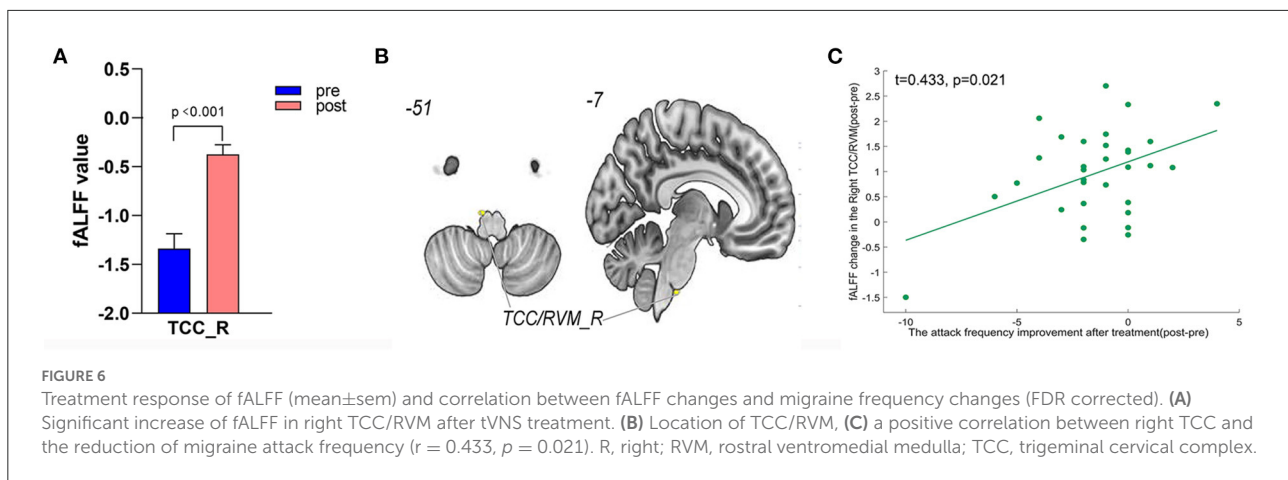 A
fALFF value
0.5
0.0
-0.5
-1.0
-1.5
-2.0
p <0.001
pre
post
TCC_R
B
-51
-7
TCC/RVM_R
C
t=0.433, p=0.021
fALFF change in the Right TCC/RVM(post-pre)
3
2.5
2
1.5
1
0.5
0
-0.5
-1
-1.5
-10
-5
0
5
The attack frequency improvement after treatment(post-pre)
FIGURE 6
Treatment response of fALFF (mean±sem) and correlation between fALFF changes and migraine frequency changes (FDR corrected). (A)
Significant increase of fALFF in right TCC/RVM after tVNS treatment. (B) Location of TCC/RVM, (C) a positive correlation between right TCC and
the reduction of migraine attack frequency (r = 0.433, p = 0.021). R, right; RVM, rostral ventromedial medulla; TCC, trigeminal cervical complex.